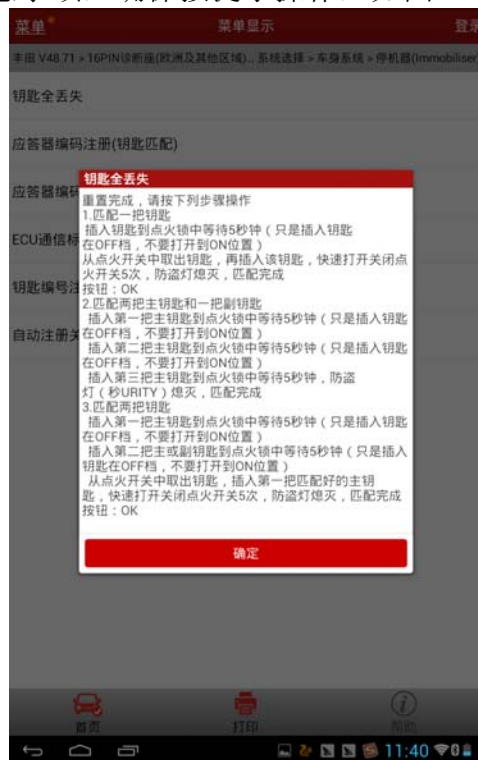 菜单
菜单显示
登录
丰田 V48.71 > 16PIN诊断座(欧洲及其他区域)... 系统选择 > 车身系统 > 停机器(Immobiliser)
钥匙全丢失
应答器编码注册(钥匙匹配)
应答器编码
ECU通信标
钥匙编号注
自动注册关
钥匙全丢失
重置完成，请按下列步骤操作
1.匹配一把钥匙
插入钥匙到点火锁中等待5秒钟（只是插入钥匙
在OFF档，不要打开到ON位置）
从点火开关中取出钥匙，再插入该钥匙，快速打开关闭点
火开关5次，防盗灯熄灭，匹配完成
按钮：OK
2.匹配两把主钥匙和一把副钥匙
插入第一把主钥匙到点火锁中等待5秒钟（只是插入钥匙
在OFF档，不要打开到ON位置）
插入第二把主钥匙到点火锁中等待5秒钟（只是插入钥匙
在OFF档，不要打开到ON位置）
插入第三把主钥匙到点火锁中等待5秒钟，防盗
灯（秒URITY）熄灭，匹配完成
3.匹配两把钥匙
插入第一把主钥匙到点火锁中等待5秒钟（只是插入钥匙
在OFF档，不要打开到ON位置）
插入第二把主或副钥匙到点火锁中等待5秒钟（只是插入
钥匙在OFF档，不要打开到ON位置）
从点火开关中取出钥匙，插入第一把匹配好的主钥
匙，快速打开关闭点火开关5次，防盗灯熄灭，匹配完成
按钮：OK
确定
首页
打印
帮助
11:40